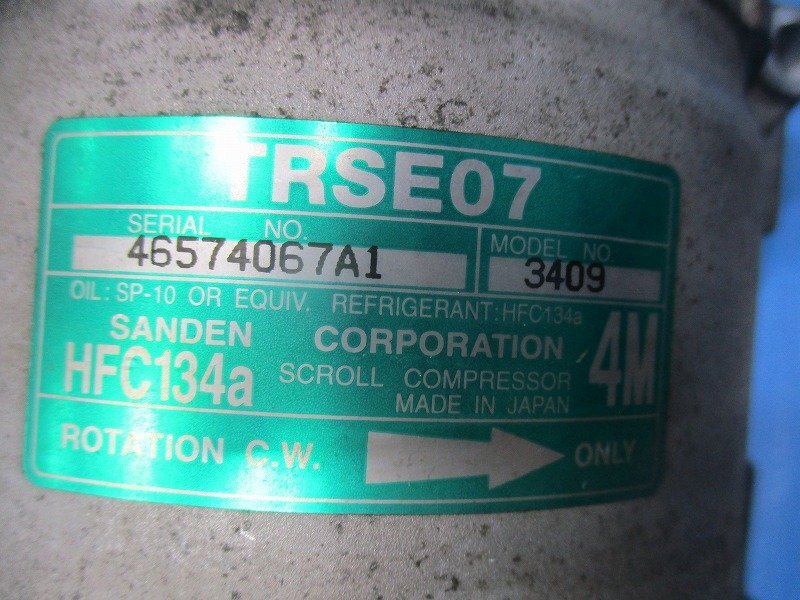 TRSE07
SERIAL NO.
46574067A1
MODEL NO
3409
OIL: SP-10 OR EQUIV. REFRIGERANT: HFC134a
SANDEN CORPORATION
HFC134a
SCROLL COMPRESSOR
MADE IN JAPAN
4M
ROTATION C.W. ONLY